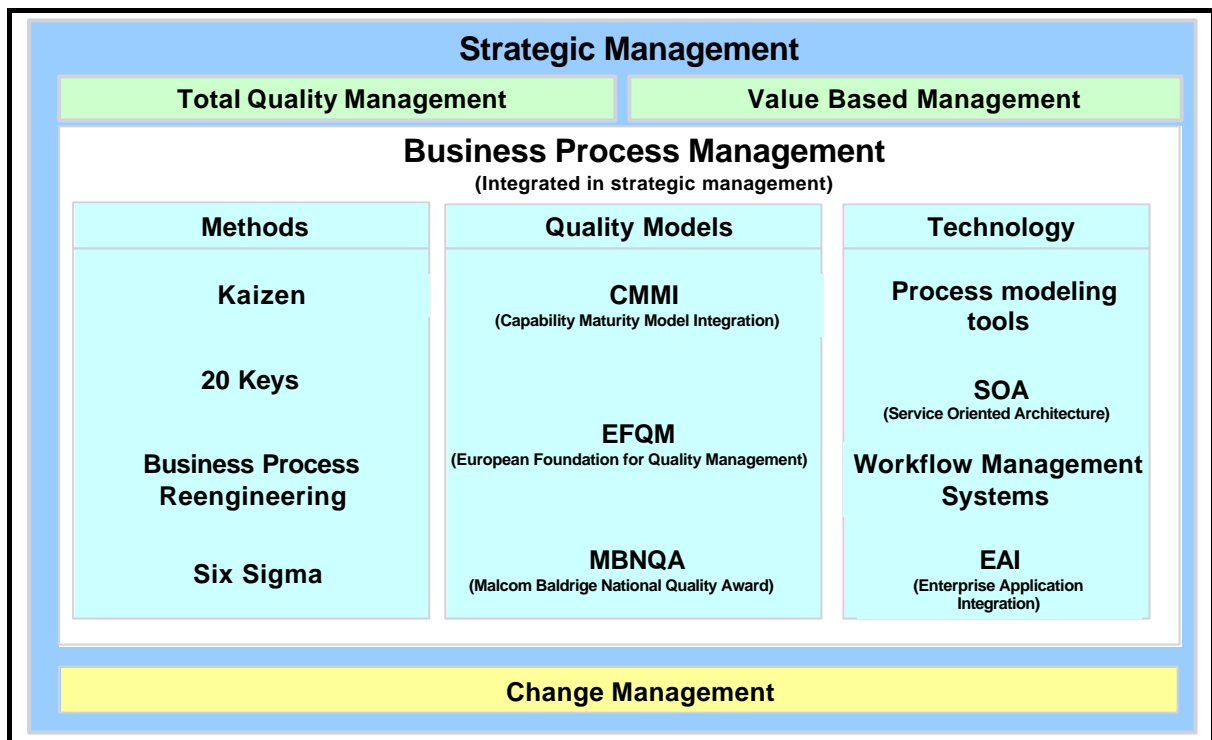 Strategic Management
Total Quality Management
Value Based Management
Business Process Management
(Integrated in strategic management)
Methods
Kaizen
20 Keys
Business Process
Reengineering
Six Sigma
Quality Models
CMMI
(Capability Maturity Model Integration)
EFQM
(European Foundation for Quality Management)
MBNQA
(Malcom Baldrige National Quality Award)
Technology
Process modeling
tools
SOA
(Service Oriented Architecture)
Workflow Management
Systems
EAI
(Enterprise Application
Integration)
Change Management